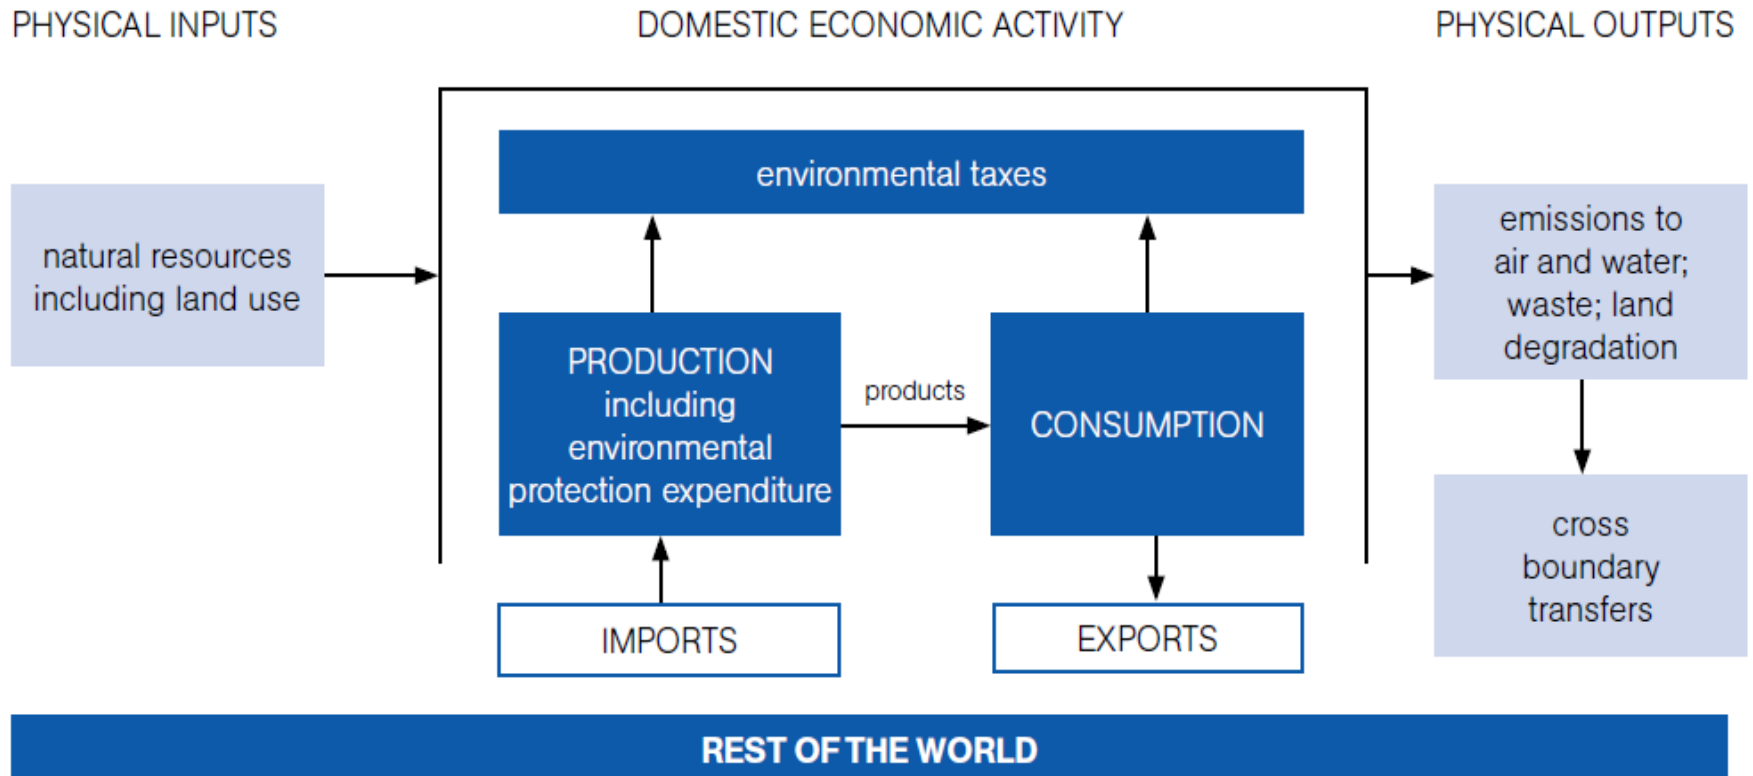 PHYSICAL INPUTS
DOMESTIC ECONOMIC ACTIVITY
PHYSICAL OUTPUTS
environmental taxes
natural resources
including land use
emissions to
air and water;
waste; land
degradation
PRODUCTION
including
environmental
protection expenditure
products
CONSUMPTION
cross
boundary
transfers
IMPORTS
EXPORTS
REST OF THE WORLD